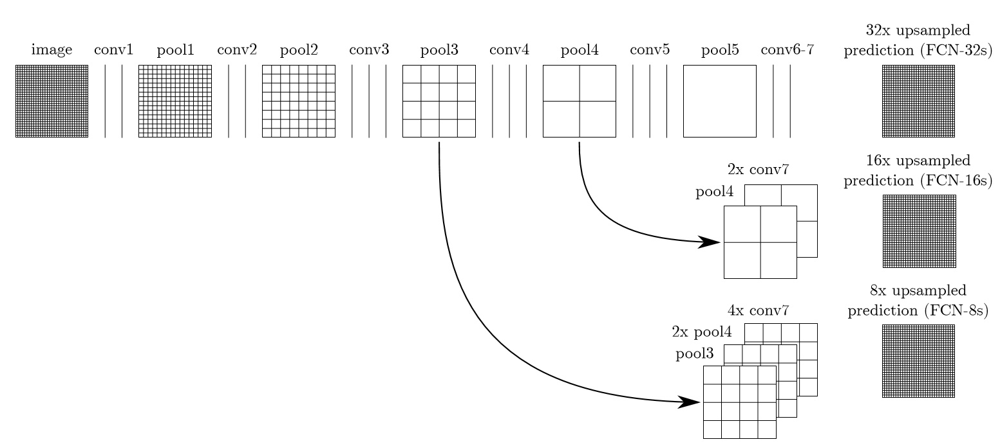 image
conv1
pool1
conv2
pool2
conv3
pool3
conv4
pool4
conv5
pool5
conv6-7
32x upsampled
prediction (FCN-32s)
2x conv7
pool4
16x upsampled
prediction (FCN-16s)
4x conv7
2x pool4
pool3
8x upsampled
prediction (FCN-8s)